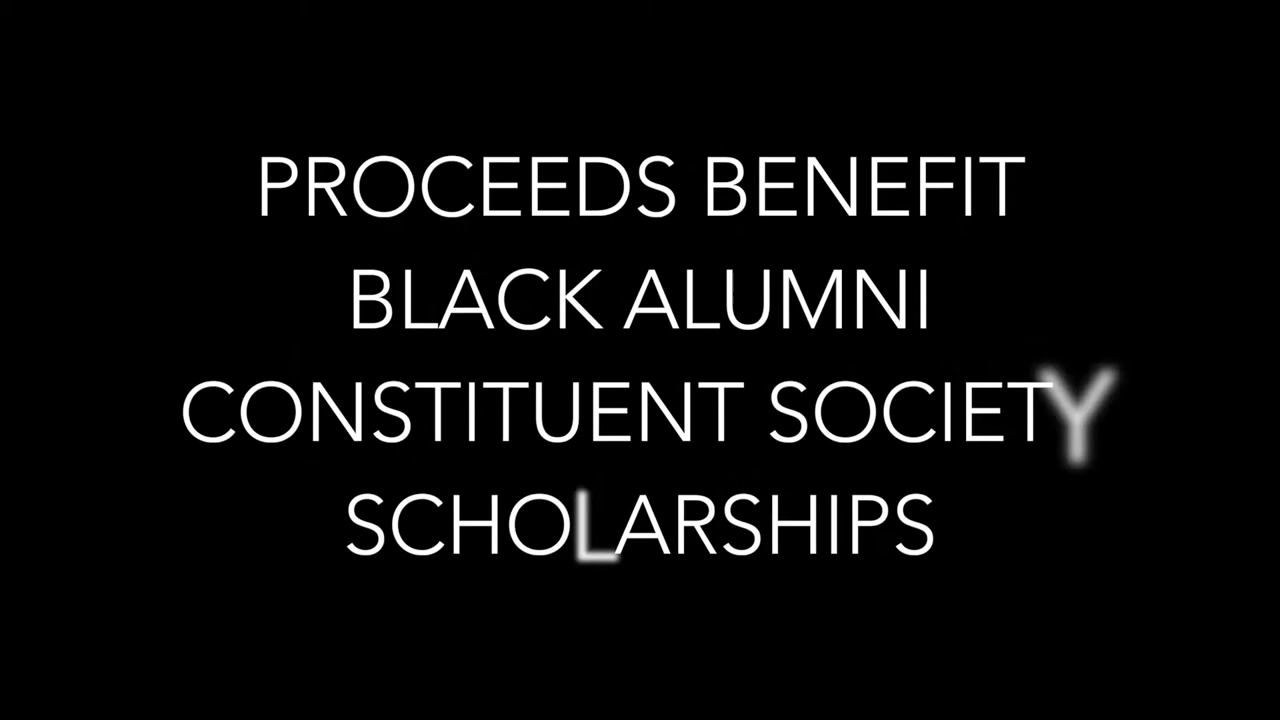 PROCEEDS BENEFIT
BLACK ALUMNI
CONSTITUENT SOCIETY
SCHOLARSHIPS